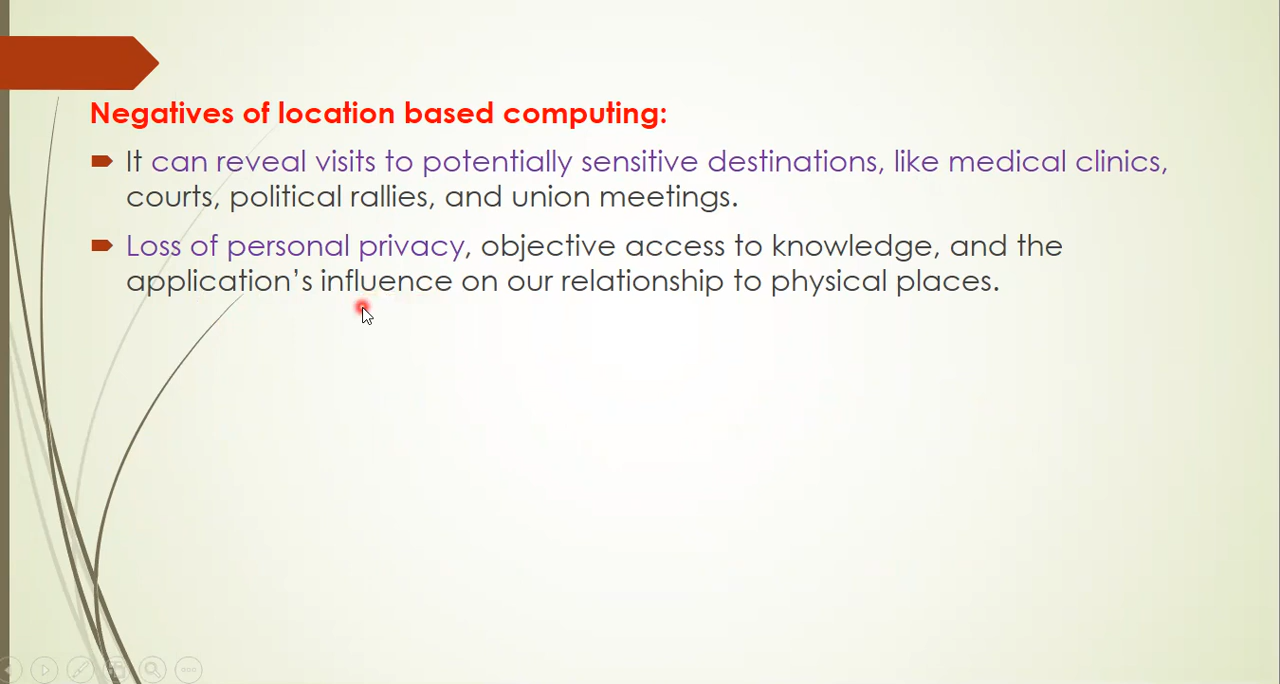 Negatives of location based computing:
It can reveal visits to potentially sensitive destinations, like medical clinics,
courts, political rallies, and union meetings.
Loss of personal privacy, objective access to knowledge, and the
application’s influence on our relationship to physical places.